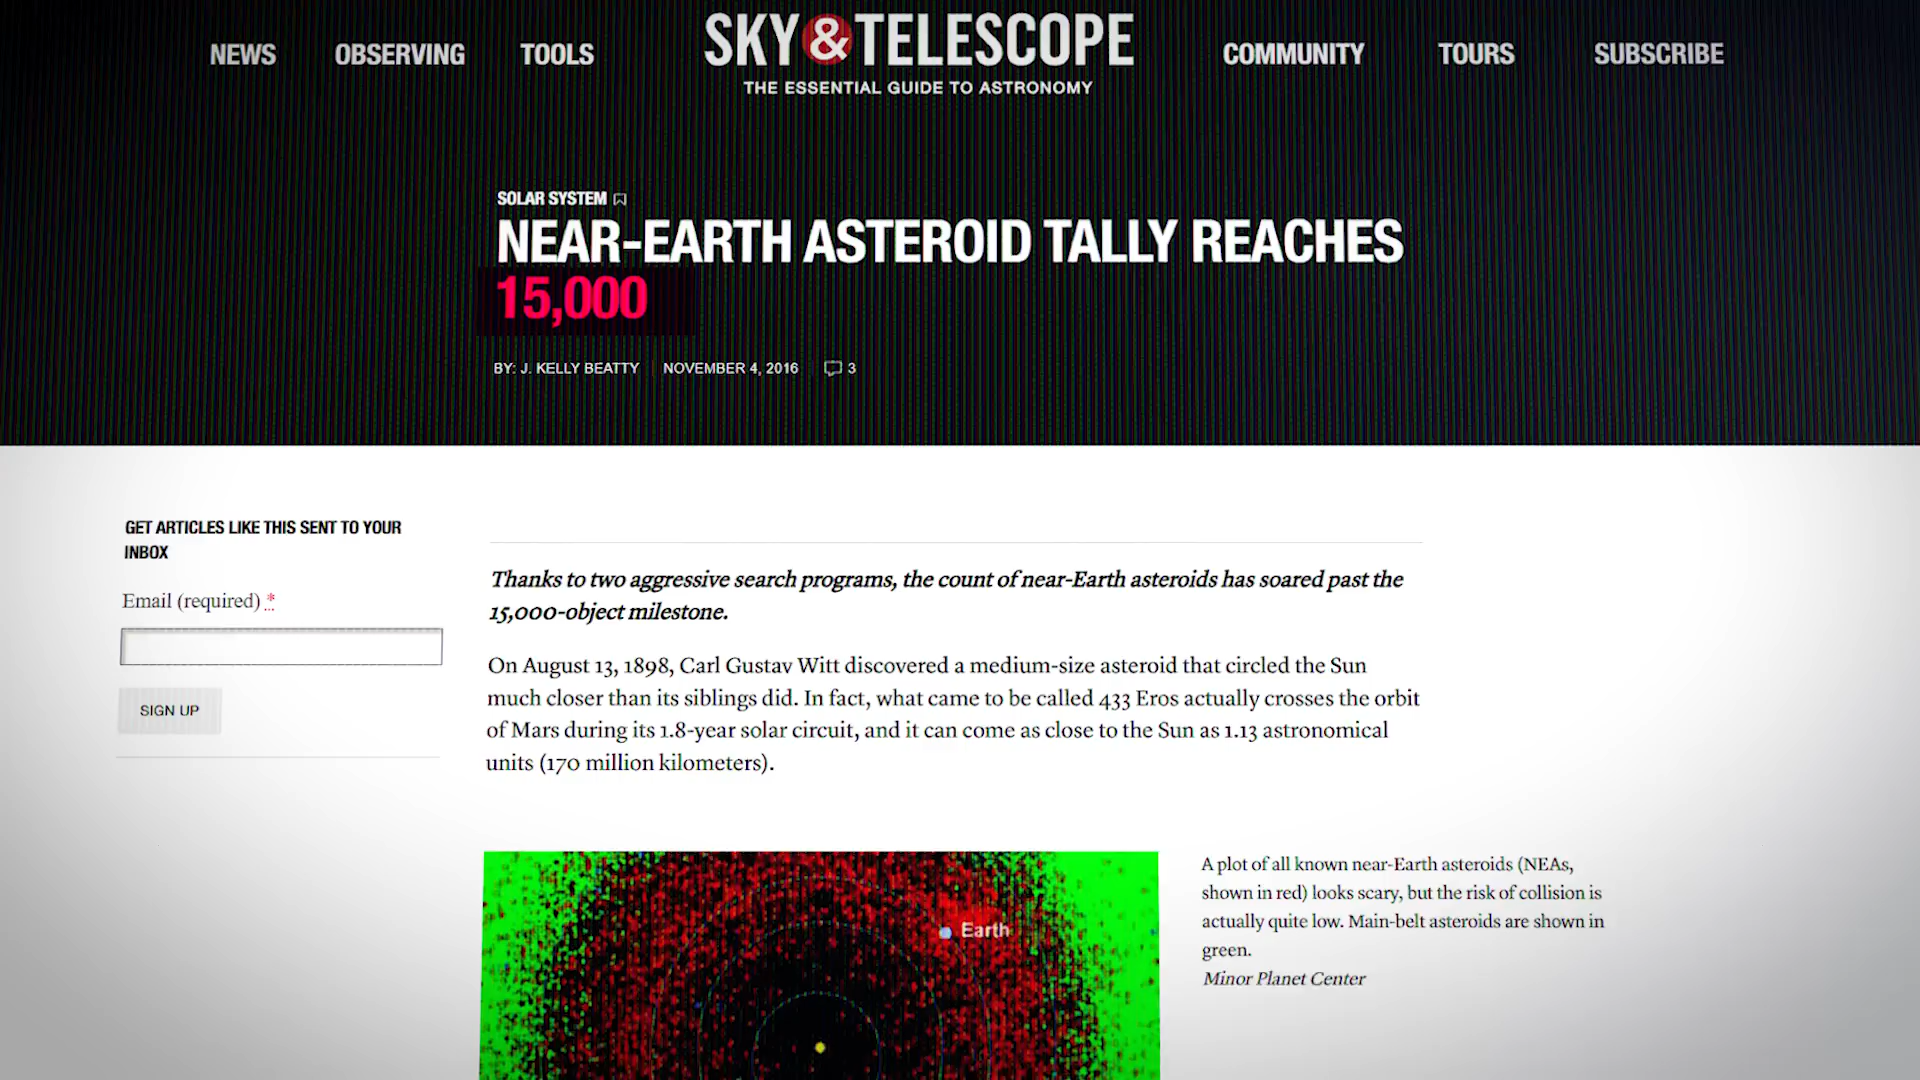 NEWS
OBSERVING
TOOLS
SKY&TELESCOPE
THE ESSENTIAL GUIDE TO ASTRONOMY
COMMUNITY
TOURS
SUBSCRIBE
SOLAR SYSTEM
NEAR-EARTH ASTEROID TALLY REACHES
15,000
BY: J. KELLY BEATTY
NOVEMBER 4, 2016
3
GET ARTICLES LIKE THIS SENT TO YOUR
INBOX
Email (required) *
SIGN UP
Thanks to two aggressive search programs, the count of near-Earth asteroids has soared past the
15,000-object milestone.
On August 13, 1898, Carl Gustav Witt discovered a medium-size asteroid that circled the Sun
much closer than its siblings did. In fact, what came to be called 433 Eros actually crosses the orbit
of Mars during its 1.8-year solar circuit, and it can come as close to the Sun as 1.13 astronomical
units (170 million kilometers).
Earth
A plot of all known near-Earth asteroids (NEAs,
shown in red) looks scary, but the risk of collision is
actually quite low. Main-belt asteroids are shown in
green.
Minor Planet Center